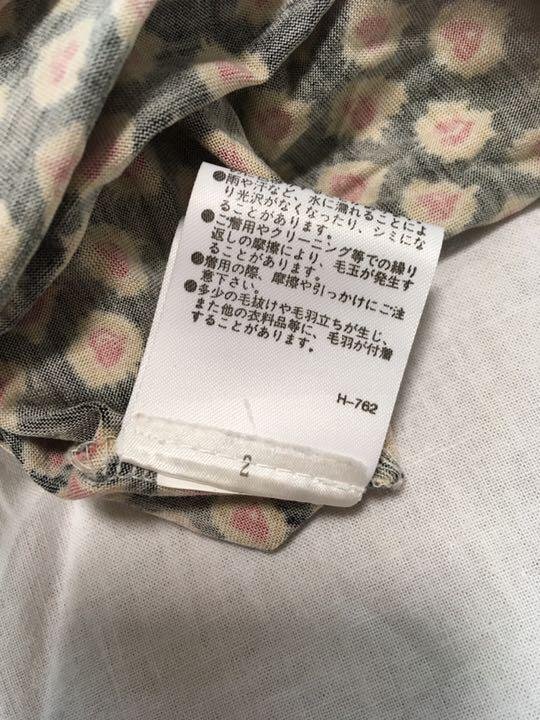 ●雨や汗など、水に濡れることによ
り光沢がなくなったり、シミにな
ることがあります。
●ご着用やクリーニング等での繰り
返しの摩擦により、毛玉が発生す
ることがあります。
●着用の際、摩擦や引っかけにご注
意下さい。
●多少の毛抜けや毛羽立ちが生じ、
また他の衣料品等に、毛羽が付着
することがあります。
H-762
2